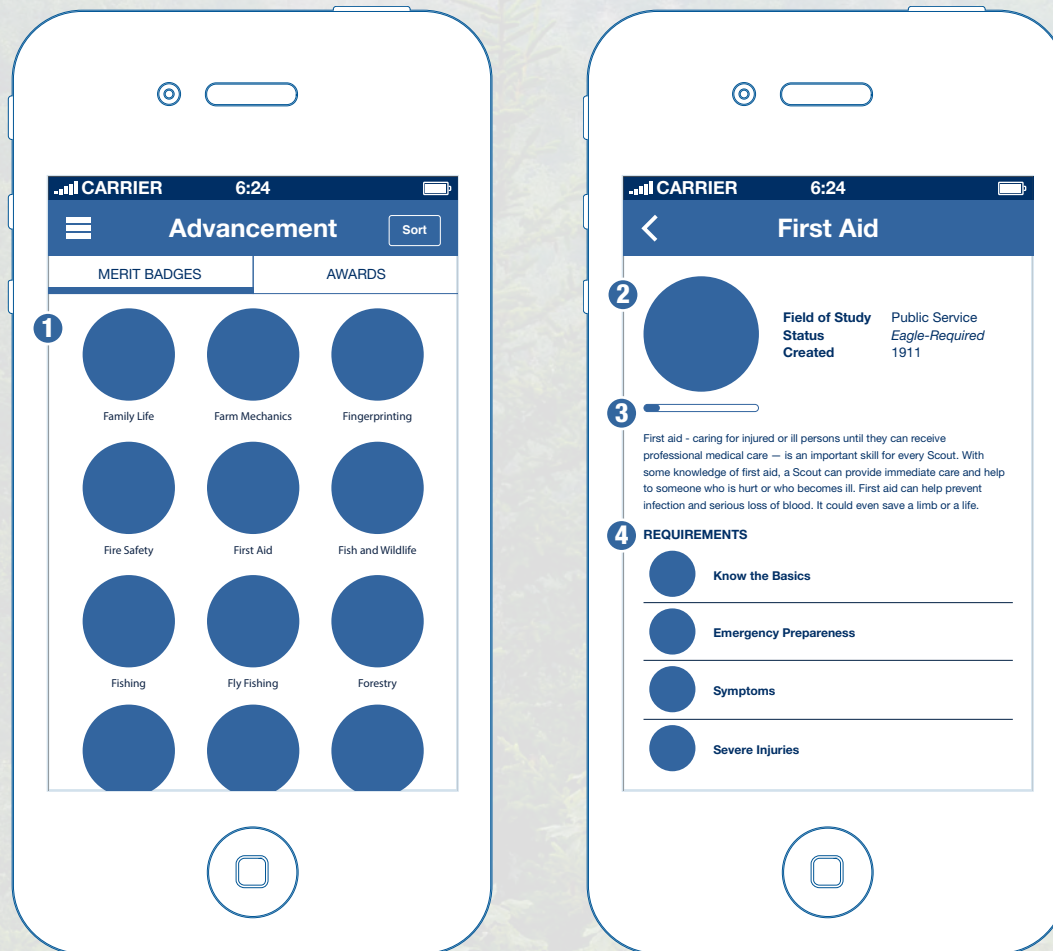 CARRIER 6:24
Advancement Sort
MERIT BADGES AWARDS
1
Family Life Farm Mechanics Fingerprinting
Fire Safety First Aid Fish and Wildlife
Fishing Fly Fishing Forestry
CARRIER 6:24
First Aid
2
Field of Study Public Service
Status Eagle-Required
Created 1911
3
First aid - caring for injured or ill persons until they can receive
professional medical care — is an important skill for every Scout. With
some knowledge of first aid, a Scout can provide immediate care and help
to someone who is hurt or who becomes ill. First aid can help prevent
infection and serious loss of blood. It could even save a limb or a life.
4 REQUIREMENTS
Know the Basics
Emergency Prepareness
Symptoms
Severe Injuries